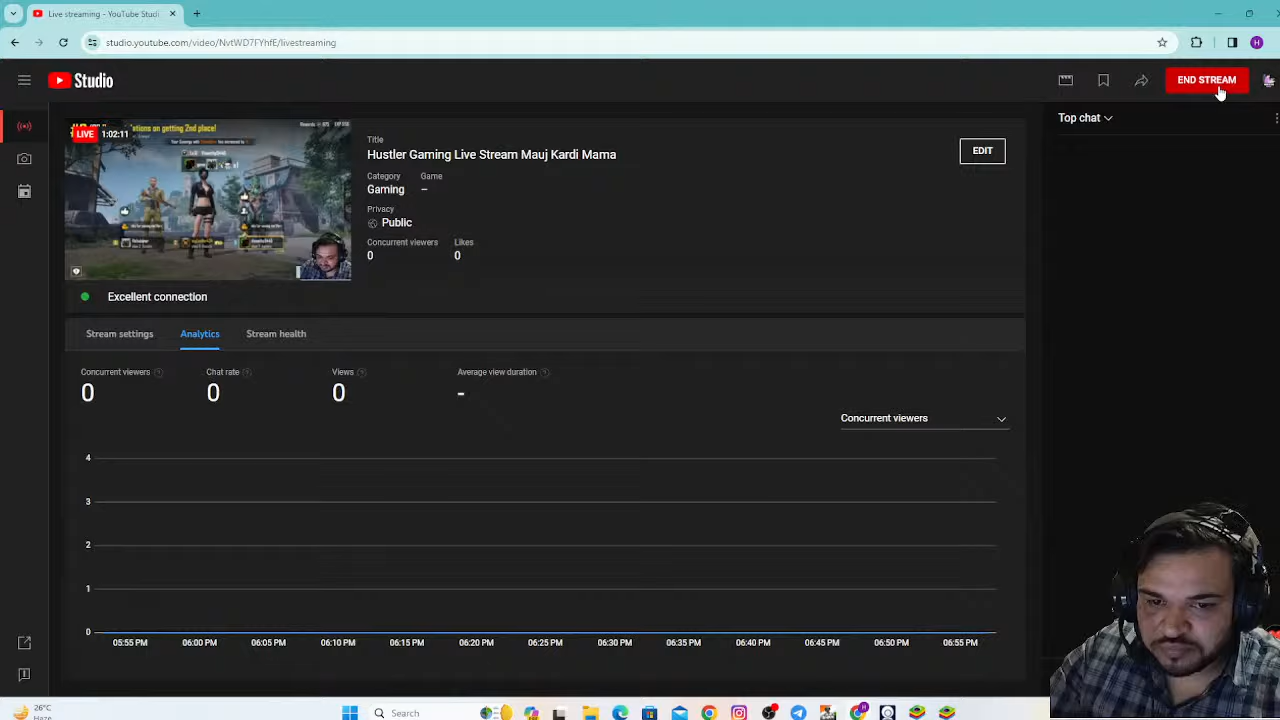 Live streaming - YouTube Studi
studio.youtube.com/video/NvtWD7FYhfE/livestreaming
Studio
END STREAM
LIVE
1:02:11
ations on getting 2nd place!
Title
Hustler Gaming Live Stream Mauj Kardi Mama
EDIT
Category
Game
Gaming
–
Privacy
Public
Concurrent viewers
Likes
0
0
Top chat
Excellent connection
Stream settings
Analytics
Stream health
Concurrent viewers
Chat rate
Views
Average view duration
0
0
0
-
Concurrent viewers
4
3
2
1
0
05:55 PM
06:00 PM
06:05 PM
06:10 PM
06:15 PM
06:20 PM
06:25 PM
06:30 PM
06:35 PM
06:40 PM
06:45 PM
06:50 PM
06:55 PM
26°C
Haze
Search